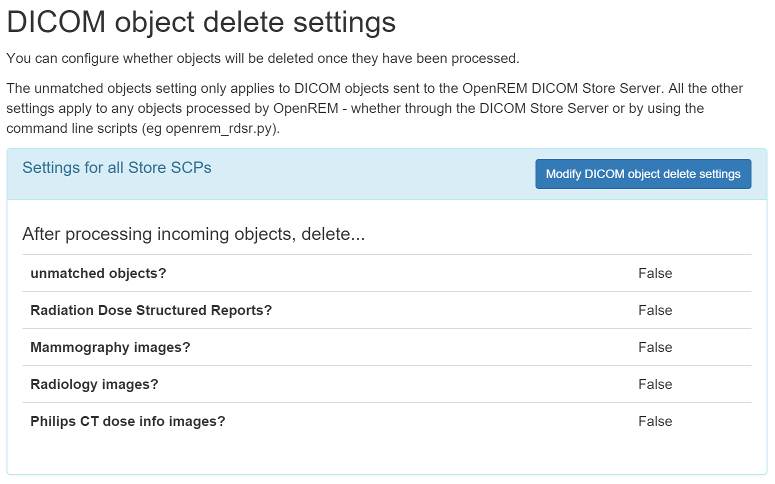 DICOM object delete settings
You can configure whether objects will be deleted once they have been processed.
The unmatched objects setting only applies to DICOM objects sent to the OpenREM DICOM Store Server. All the other
settings apply to any objects processed by OpenREM - whether through the DICOM Store Server or by using the
command line scripts (eg openrem_rdsr.py).
Settings for all Store SCPs
Modify DICOM object delete settings
After processing incoming objects, delete...
unmatched objects? False
Radiation Dose Structured Reports? False
Mammography images? False
Radiology images? False
Philips CT dose info images? False